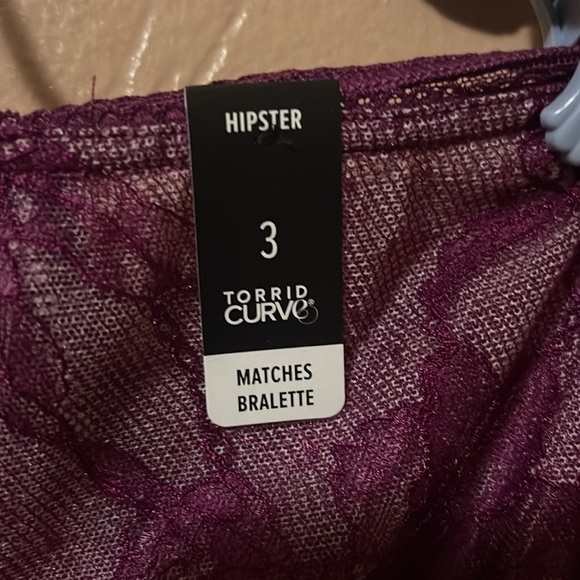 HIPSTER
3
TORRID
CURVE®
MATCHES
BRALETTE